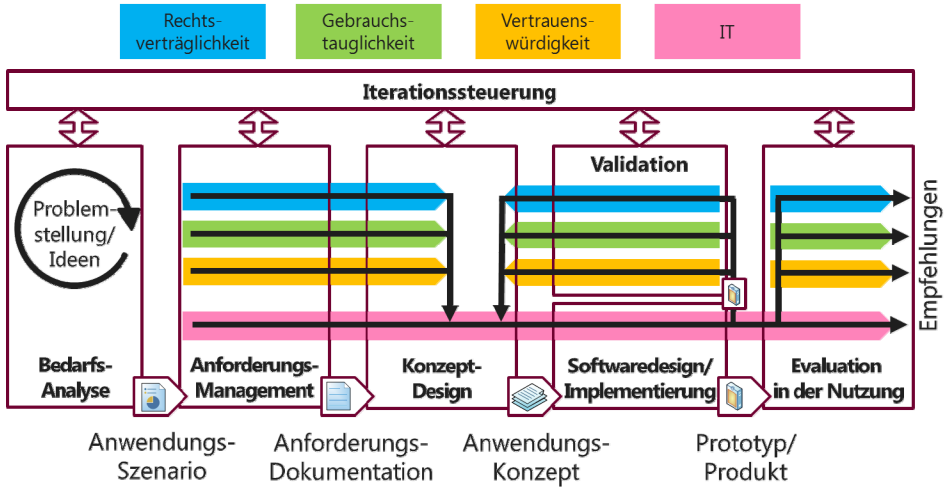 Rechts-
verträglichkeit
Gebrauchs-
tauglichkeit
Vertrauens-
würdigkeit
IT
Iterationssteuerung
Problem-
stellung/
Ideen
Validation
Empfehlungen
Bedarfs-
Analyse
Anforderungs-
Management
Konzept-
Design
Softwaredesign/
Implementierung
Evaluation
in der Nutzung
Anwendungs-
Szenario
Anforderungs-
Dokumentation
Anwendungs-
Konzept
Prototyp/
Produkt